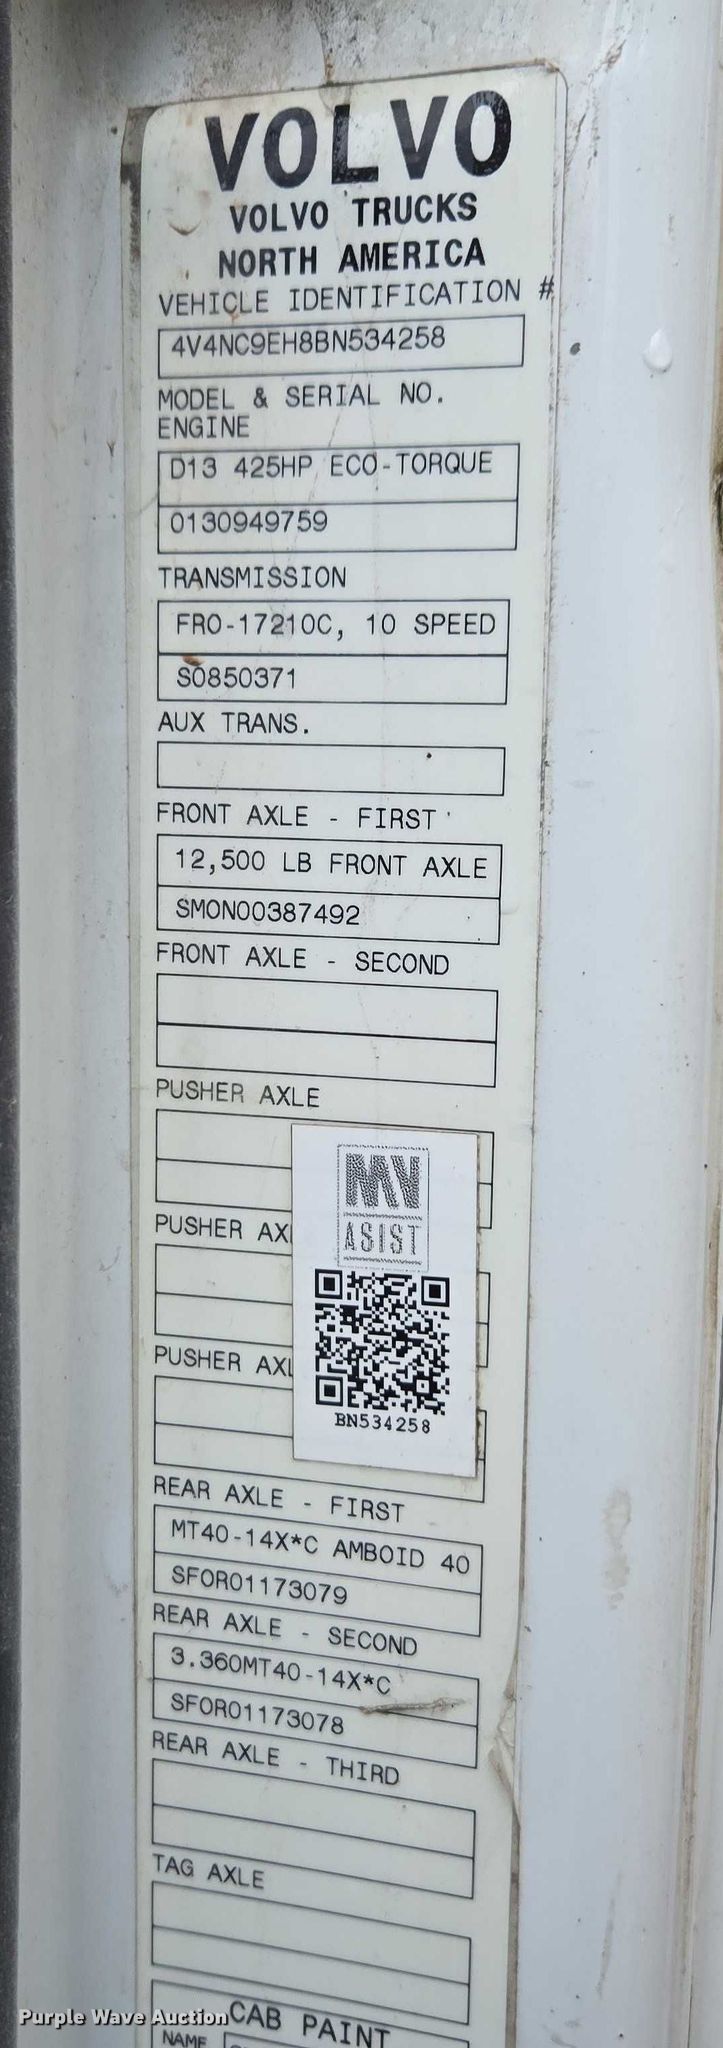 VOLVO
VOLVO TRUCKS
NORTH AMERICA
VEHICLE IDENTIFICATION #
4V4NC9EH8BN534258
MODEL & SERIAL NO.
ENGINE
D13 425HP ECO-TORQUE
0130949759
TRANSMISSION
FRO-17210C, 10 SPEED
S0850371
AUX TRANS.
FRONT AXLE - FIRST
12,500 LB FRONT AXLE
SMON00387492
FRONT AXLE - SECOND
PUSHER AXLE
MV
ASIST
PUSHER AX
PUSHER AXL
BN534258
REAR AXLE - FIRST
MT40-14X*C AMBOID 40
SFOR01173079
REAR AXLE - SECOND
3.360MT40-14X*C
SFOR01173078
REAR AXLE - THIRD
TAG AXLE
CAB PAINT
NAME
Purple Wave Auction